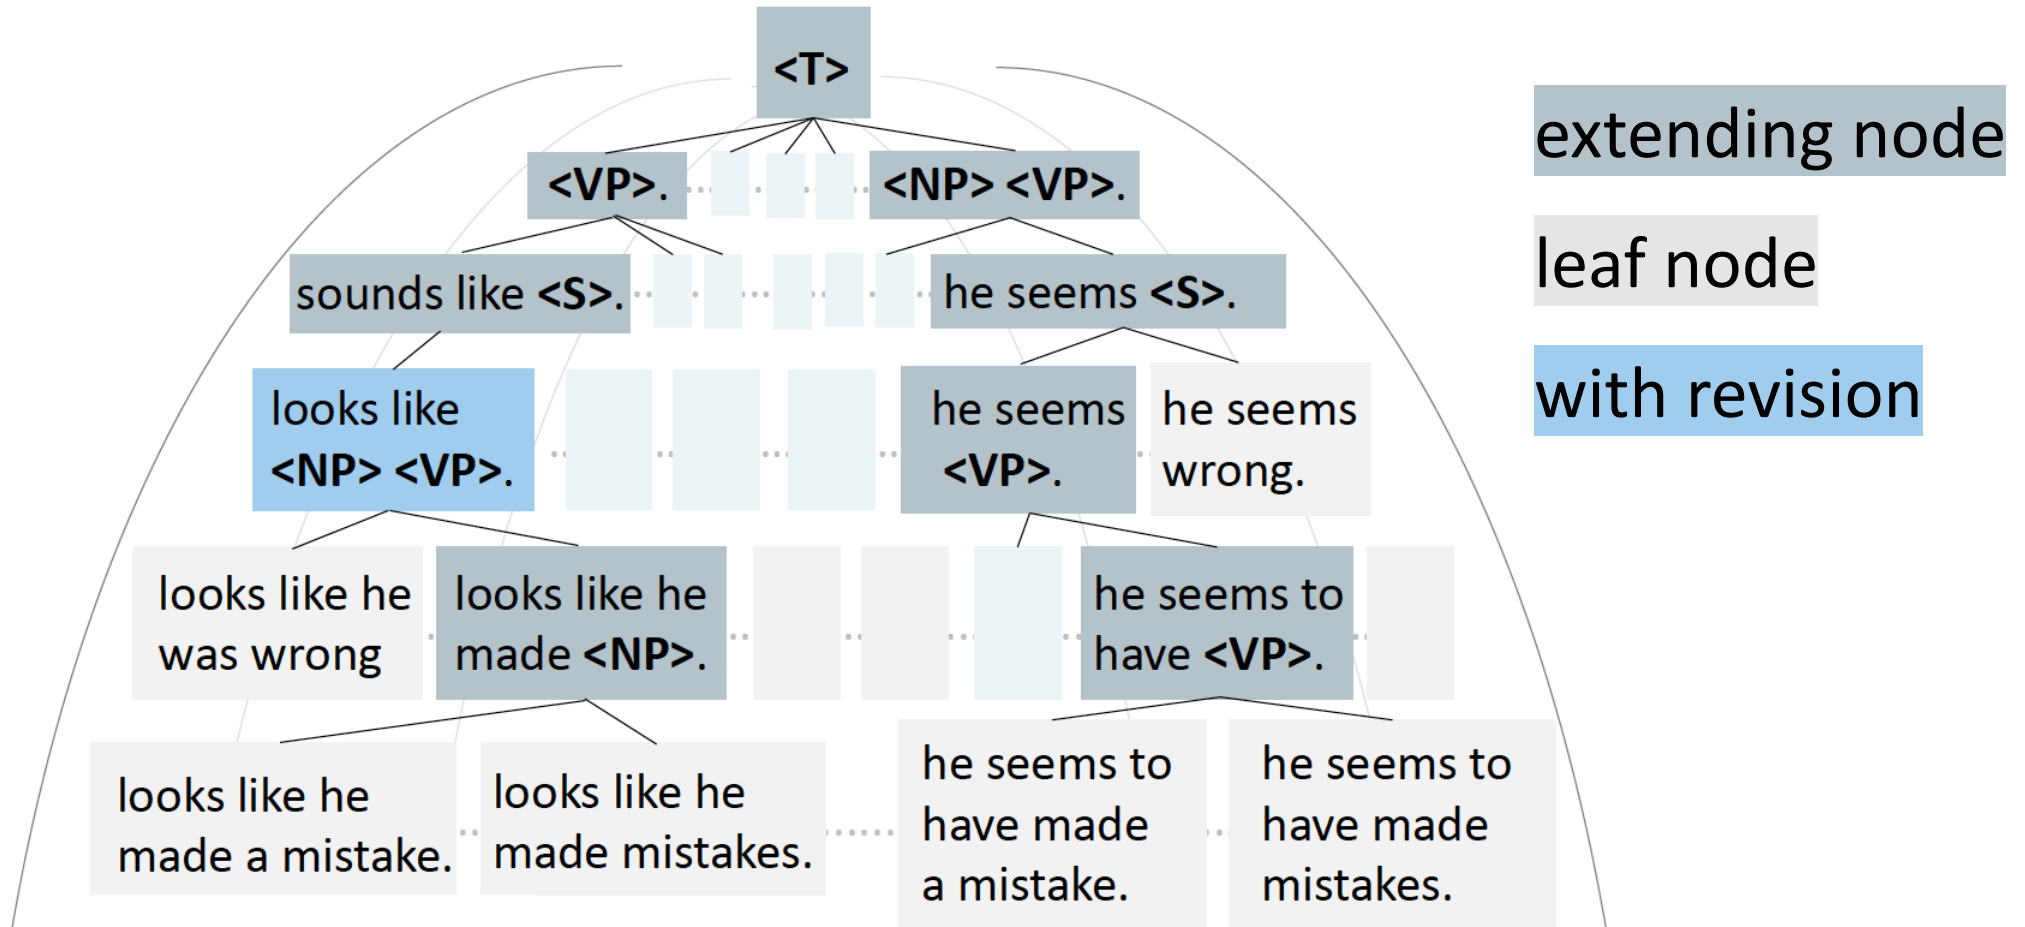 <T>
<VP>.
<NP> <VP>.
sounds like <S>.
he seems <S>.
looks like
<NP> <VP>.
he seems
<VP>.
he seems
wrong.
looks like he
was wrong
looks like he
made <NP>.
he seems to
have <VP>.
looks like he
made a mistake.
looks like he
made mistakes.
he seems to
have made
a mistake.
he seems to
have made
mistakes.
extending node
leaf node
with revision